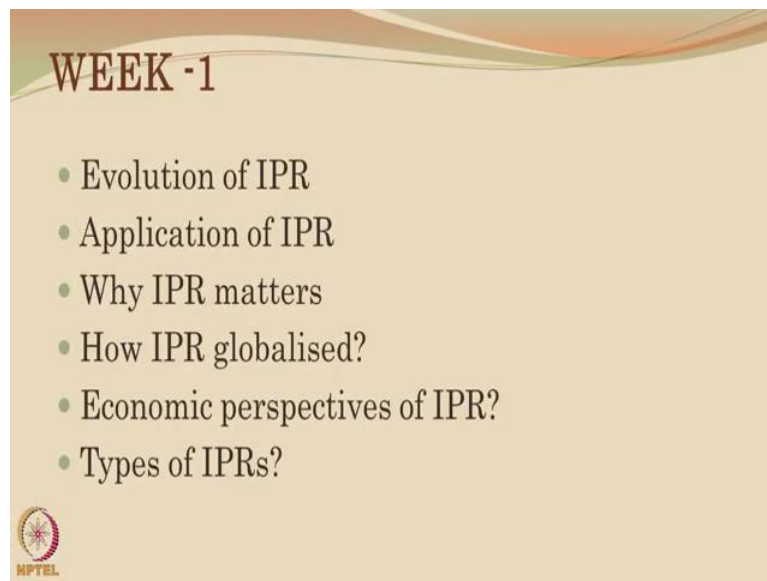 WEEK -1
Evolution of IPR
Application of IPR
Why IPR matters
How IPR globalised?
Economic perspectives of IPR?
Types of IPRs?
NPTEL